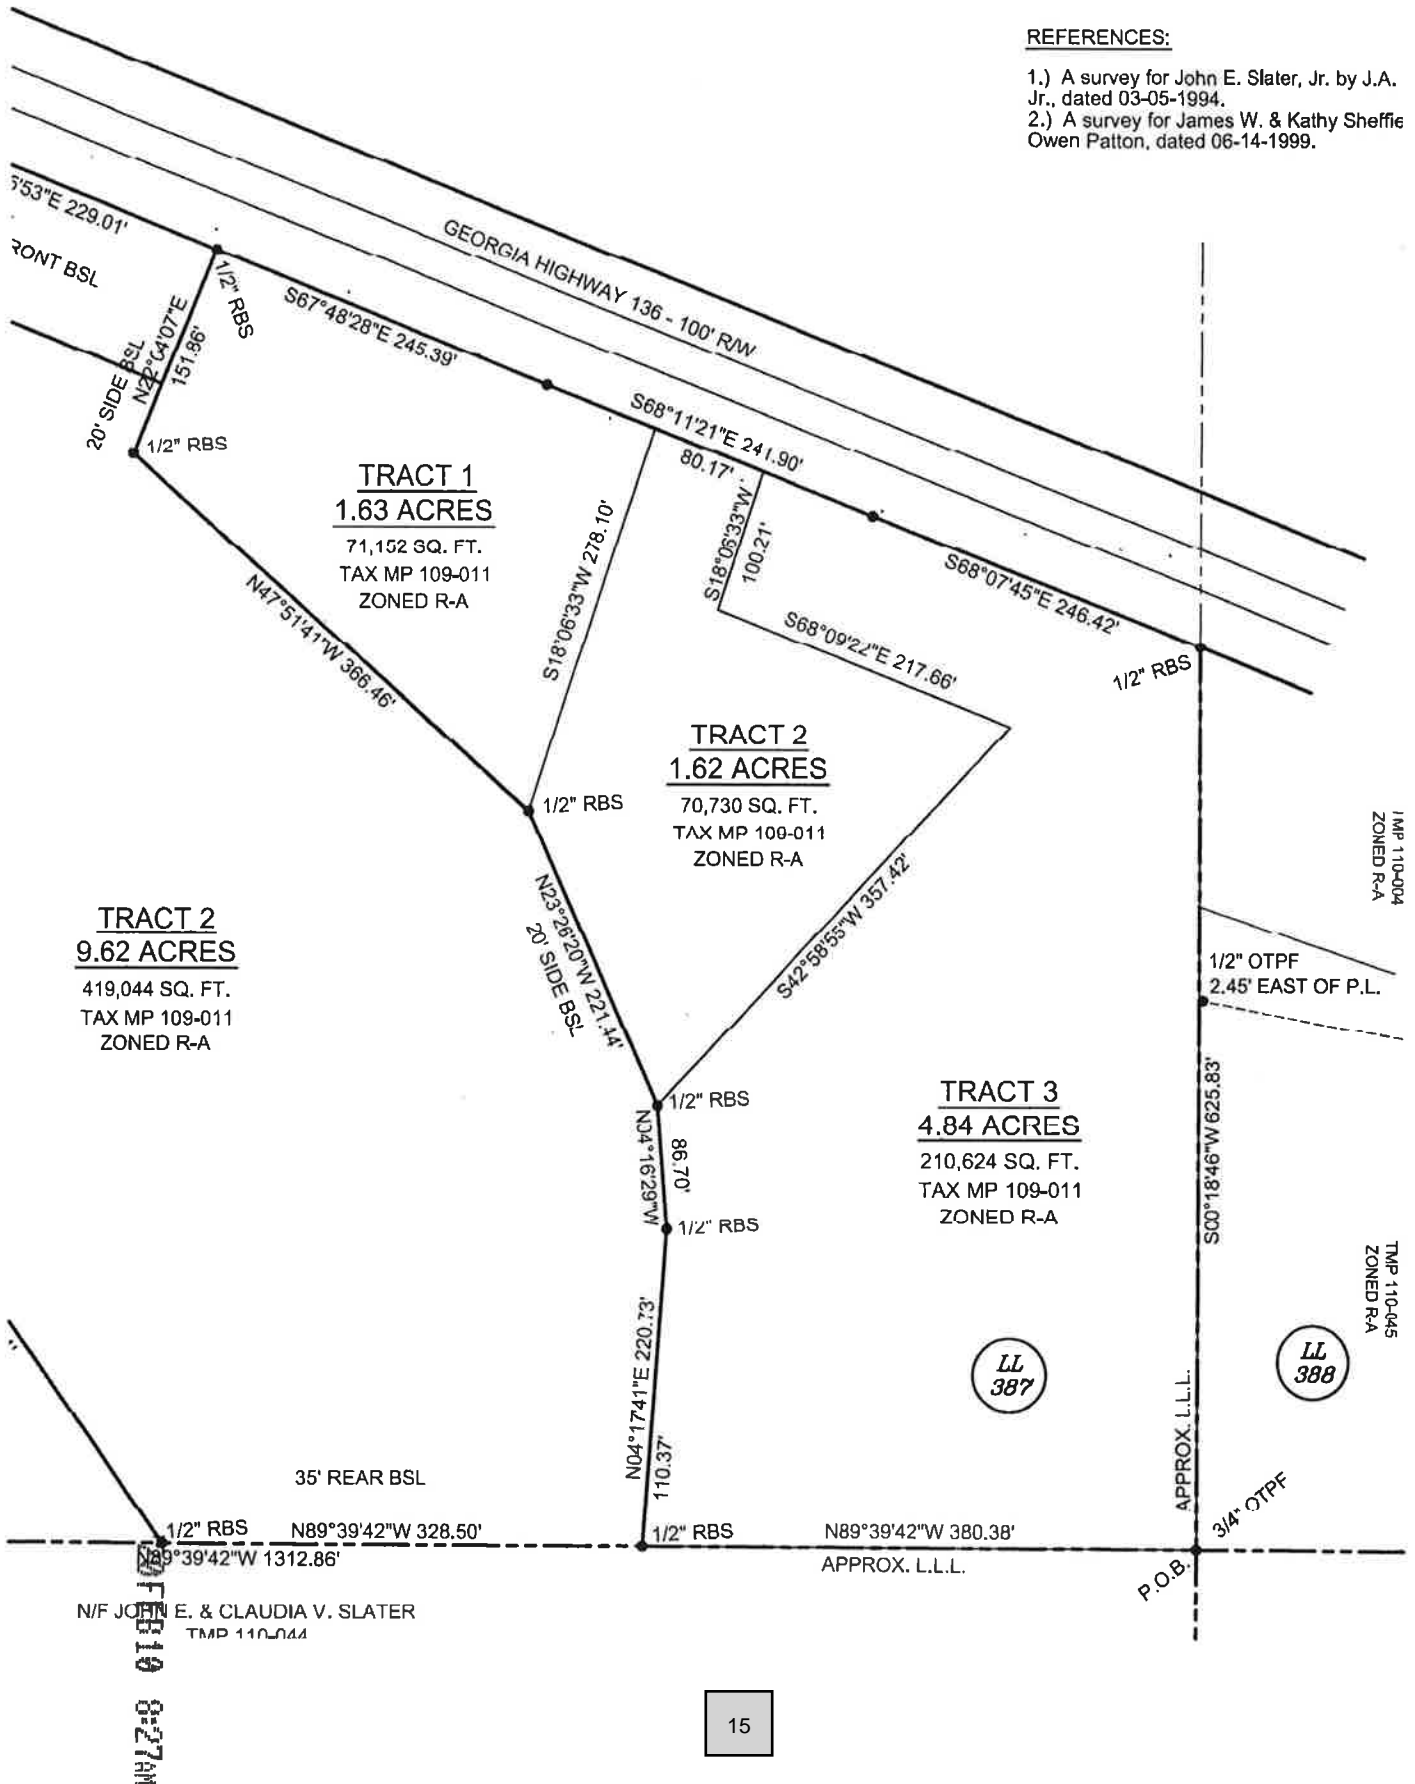 REFERENCES:
1.) A survey for John E. Slater, Jr. by J.A.
Jr., dated 03-05-1994.
2.) A survey for James W. & Kathy Sheffie
Owen Patton, dated 06-14-1999.
5'53"E 229.01'
RONT BSL
1/2" RBS
S67°48'28"E 245.39'
GEORGIA HIGHWAY 136 - 100' R/W
20' SIDE BSL
N22°04'07"E
151.86'
1/2" RBS
S68°11'21"E 241.90'
80.17'
TRACT 1
1.63 ACRES
71,152 SQ. FT.
TAX MP 109-011
ZONED R-A
S18°06'33"W 278.10'
S18°06'33"W
100.21'
S68°07'45"E 246.42'
1/2" RBS
N47°51'41"W 366.46'
S68°09'22"E 217.66'
TRACT 2
1.62 ACRES
70,730 SQ. FT.
TAX MP 109-011
ZONED R-A
1/2" RBS
TMP 110-004
ZONED R-A
N23°26'20"W 221.44'
20' SIDE BSL
S42°58'55"W 357.42'
TRACT 2
9.62 ACRES
419,044 SQ. FT.
TAX MP 109-011
ZONED R-A
1/2" OTPF
2.45' EAST OF P.L.
1/2" RBS
N04°16'29"W
86.70'
1/2" RBS
TRACT 3
4.84 ACRES
210,624 SQ. FT.
TAX MP 109-011
ZONED R-A
S00°18'46"W 625.83'
TMP 110-045
ZONED R-A
N04°17'41"E 220.73'
110.37'
LL
387
LL
388
APPROX. L.L.L.
35' REAR BSL
3/4" OTPF
1/2" RBS
N89°39'42"W 328.50'
1/2" RBS
N89°39'42"W 380.38'
N89°39'42"W 1312.86'
APPROX. L.L.L.
P.O.B.
N/F JOHN E. & CLAUDIA V. SLATER
TMP 110-044
FEB10 8:27AM
15